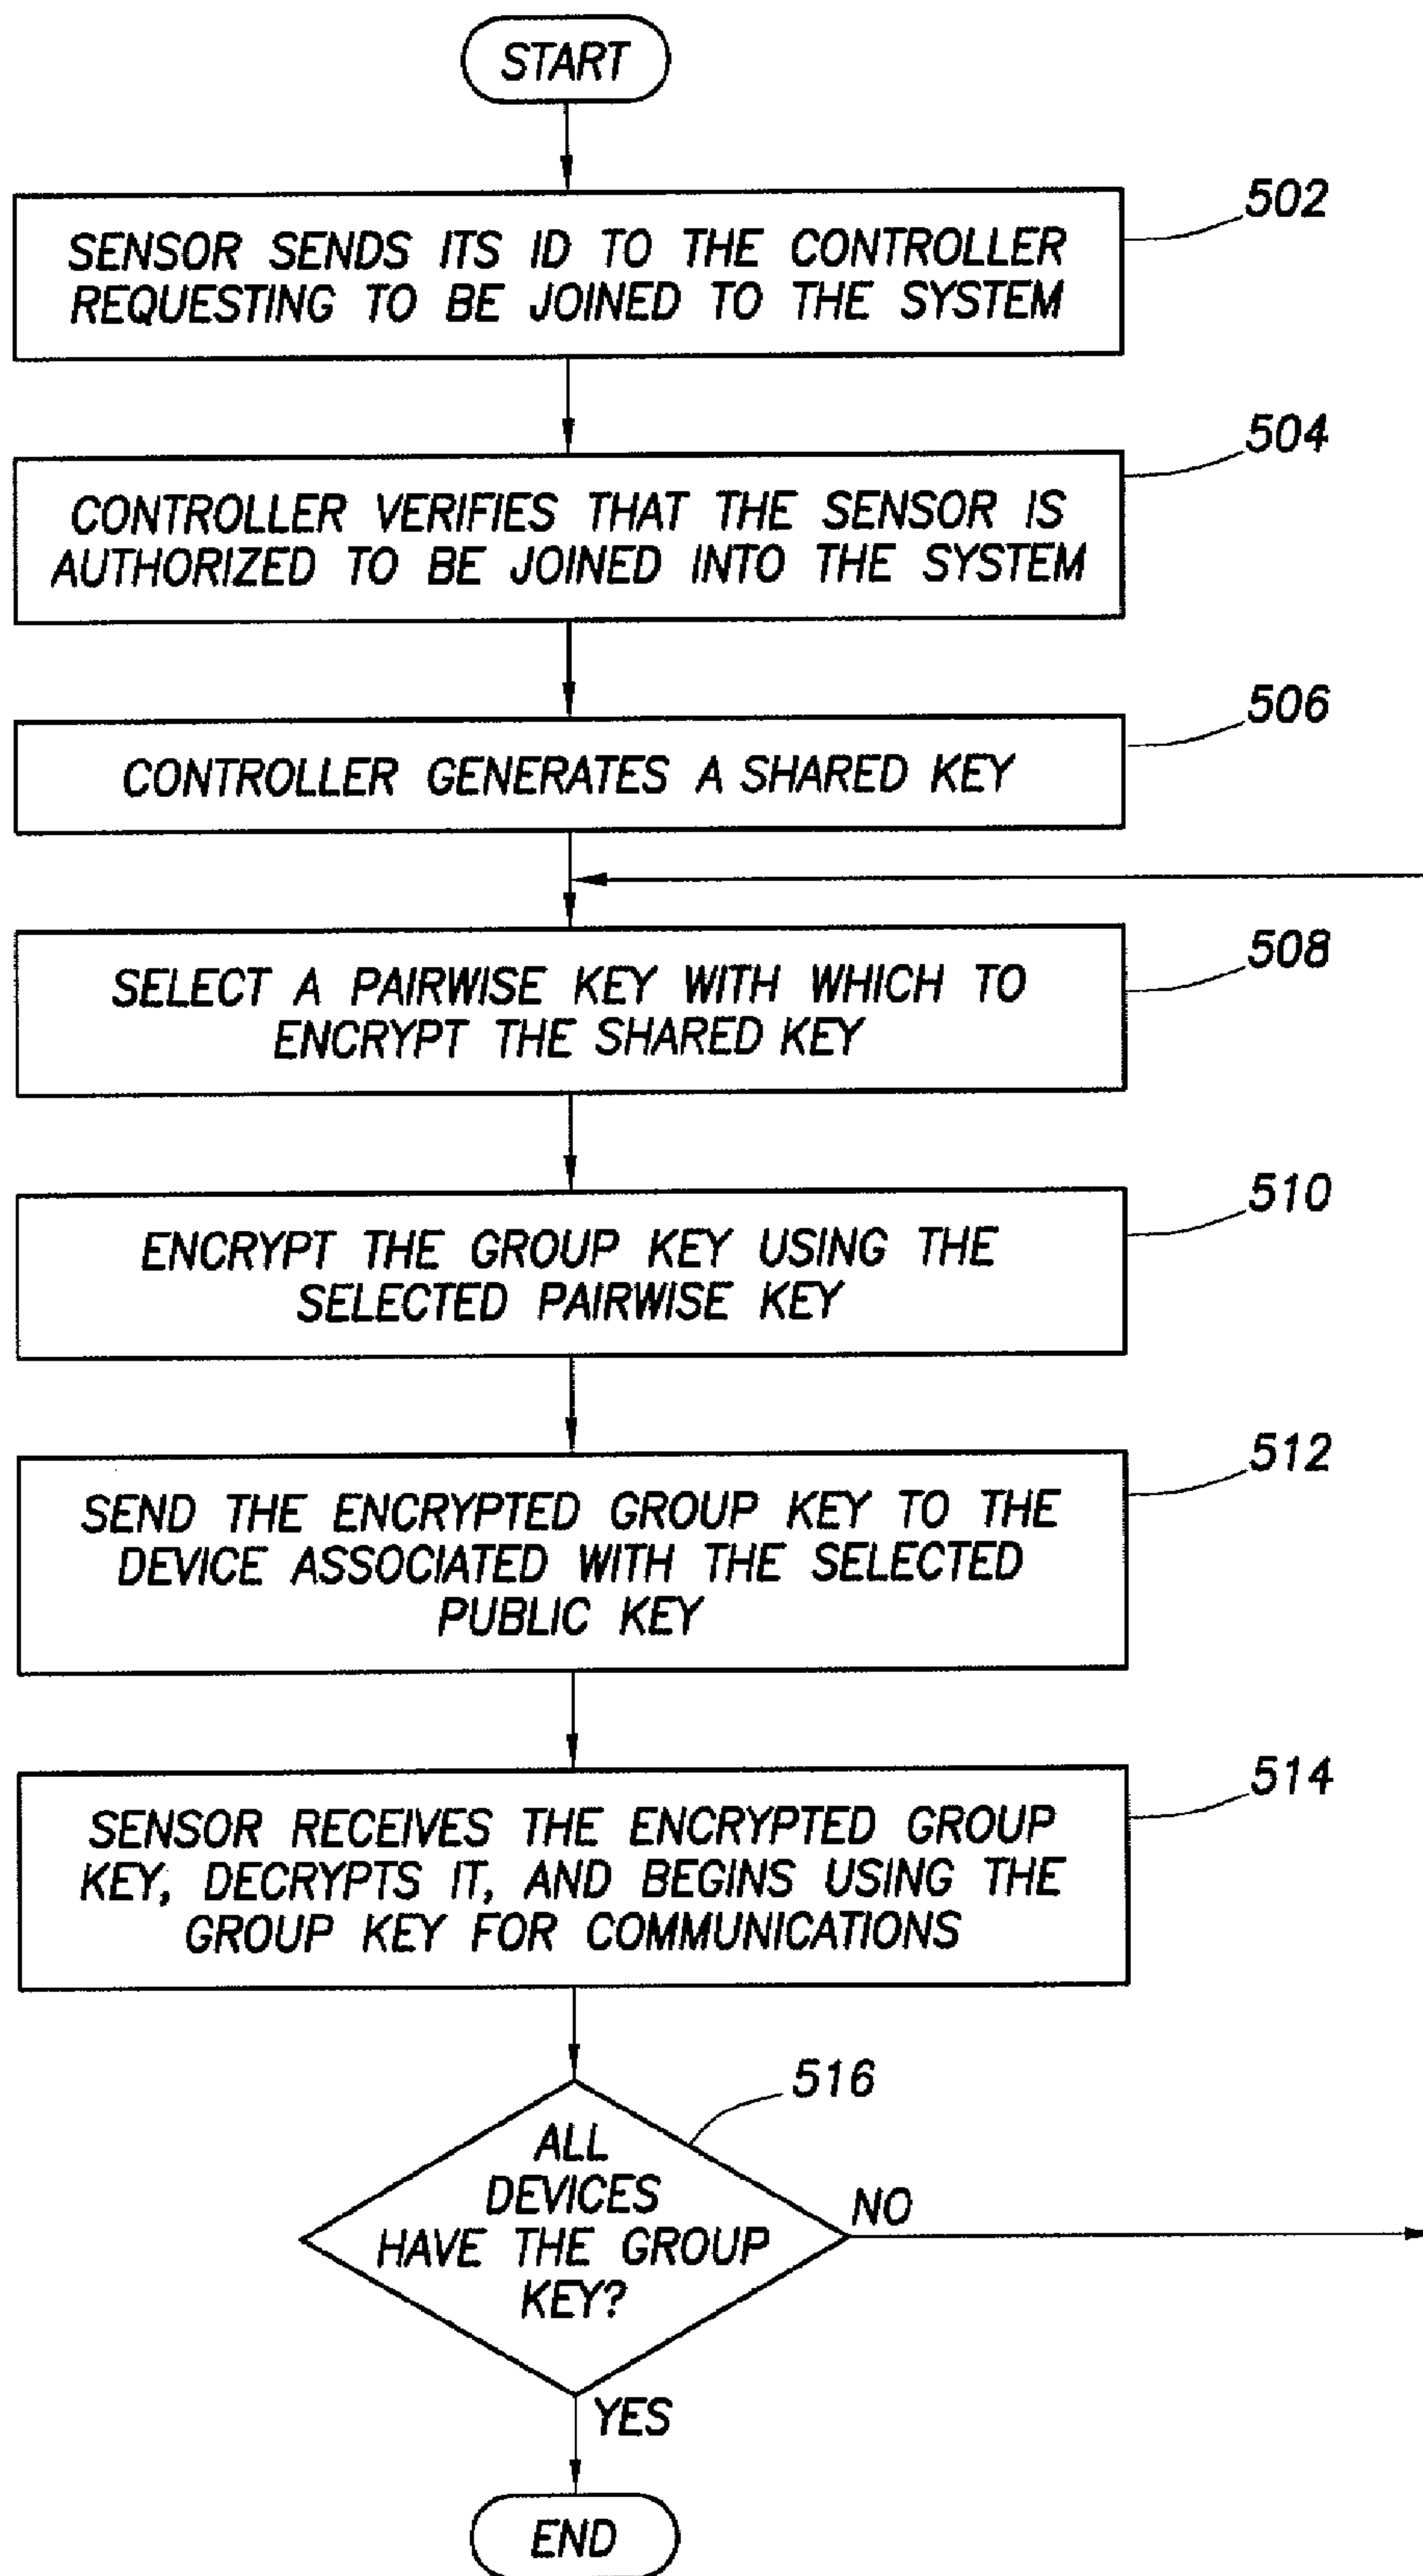 START
502
SENSOR SENDS ITS ID TO THE CONTROLLER
REQUESTING TO BE JOINED TO THE SYSTEM
504
CONTROLLER VERIFIES THAT THE SENSOR IS
AUTHORIZED TO BE JOINED INTO THE SYSTEM
506
CONTROLLER GENERATES A SHARED KEY
508
SELECT A PAIRWISE KEY WITH WHICH TO
ENCRYPT THE SHARED KEY
510
ENCRYPT THE GROUP KEY USING THE
SELECTED PAIRWISE KEY
512
SEND THE ENCRYPTED GROUP KEY TO THE
DEVICE ASSOCIATED WITH THE SELECTED
PUBLIC KEY
514
SENSOR RECEIVES THE ENCRYPTED GROUP
KEY, DECRYPTS IT, AND BEGINS USING THE
GROUP KEY FOR COMMUNICATIONS
516
ALL
DEVICES
HAVE THE GROUP
KEY?
NO
YES
END